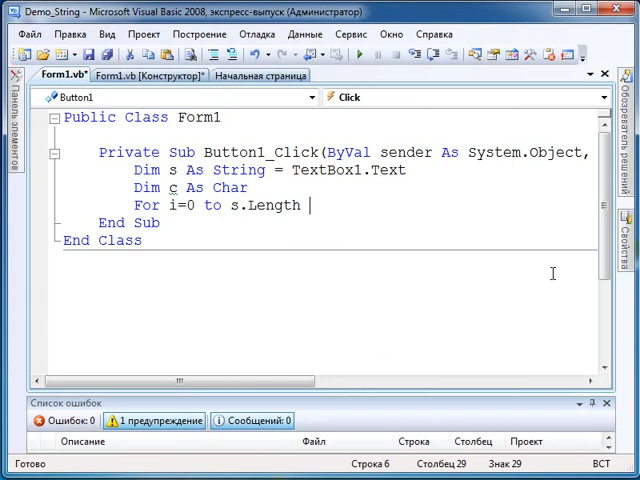 Demo_String - Microsoft Visual Basic 2008, экспресс-выпуск (Администратор)
Файл Правка Вид Проект Построение Отладка Данные Сервис Окно Справка
Form1.vb* Form1.vb [Конструктор]* Начальная страница
Панель элементов
Button1 Click
Public Class Form1
Private Sub Button1_Click(ByVal sender As System.Object,
Dim s As String = TextBox1.Text
Dim c As Char
For i=0 to s.Length
End Sub
End Class
Обозреватель решений
Свойства
Список ошибок
Ошибок: 0 1 предупреждение Сообщений: 0
Описание Файл Строка Столбец Проект
Готово Строка 6 Столбец 29 Знак 29 ВСТ